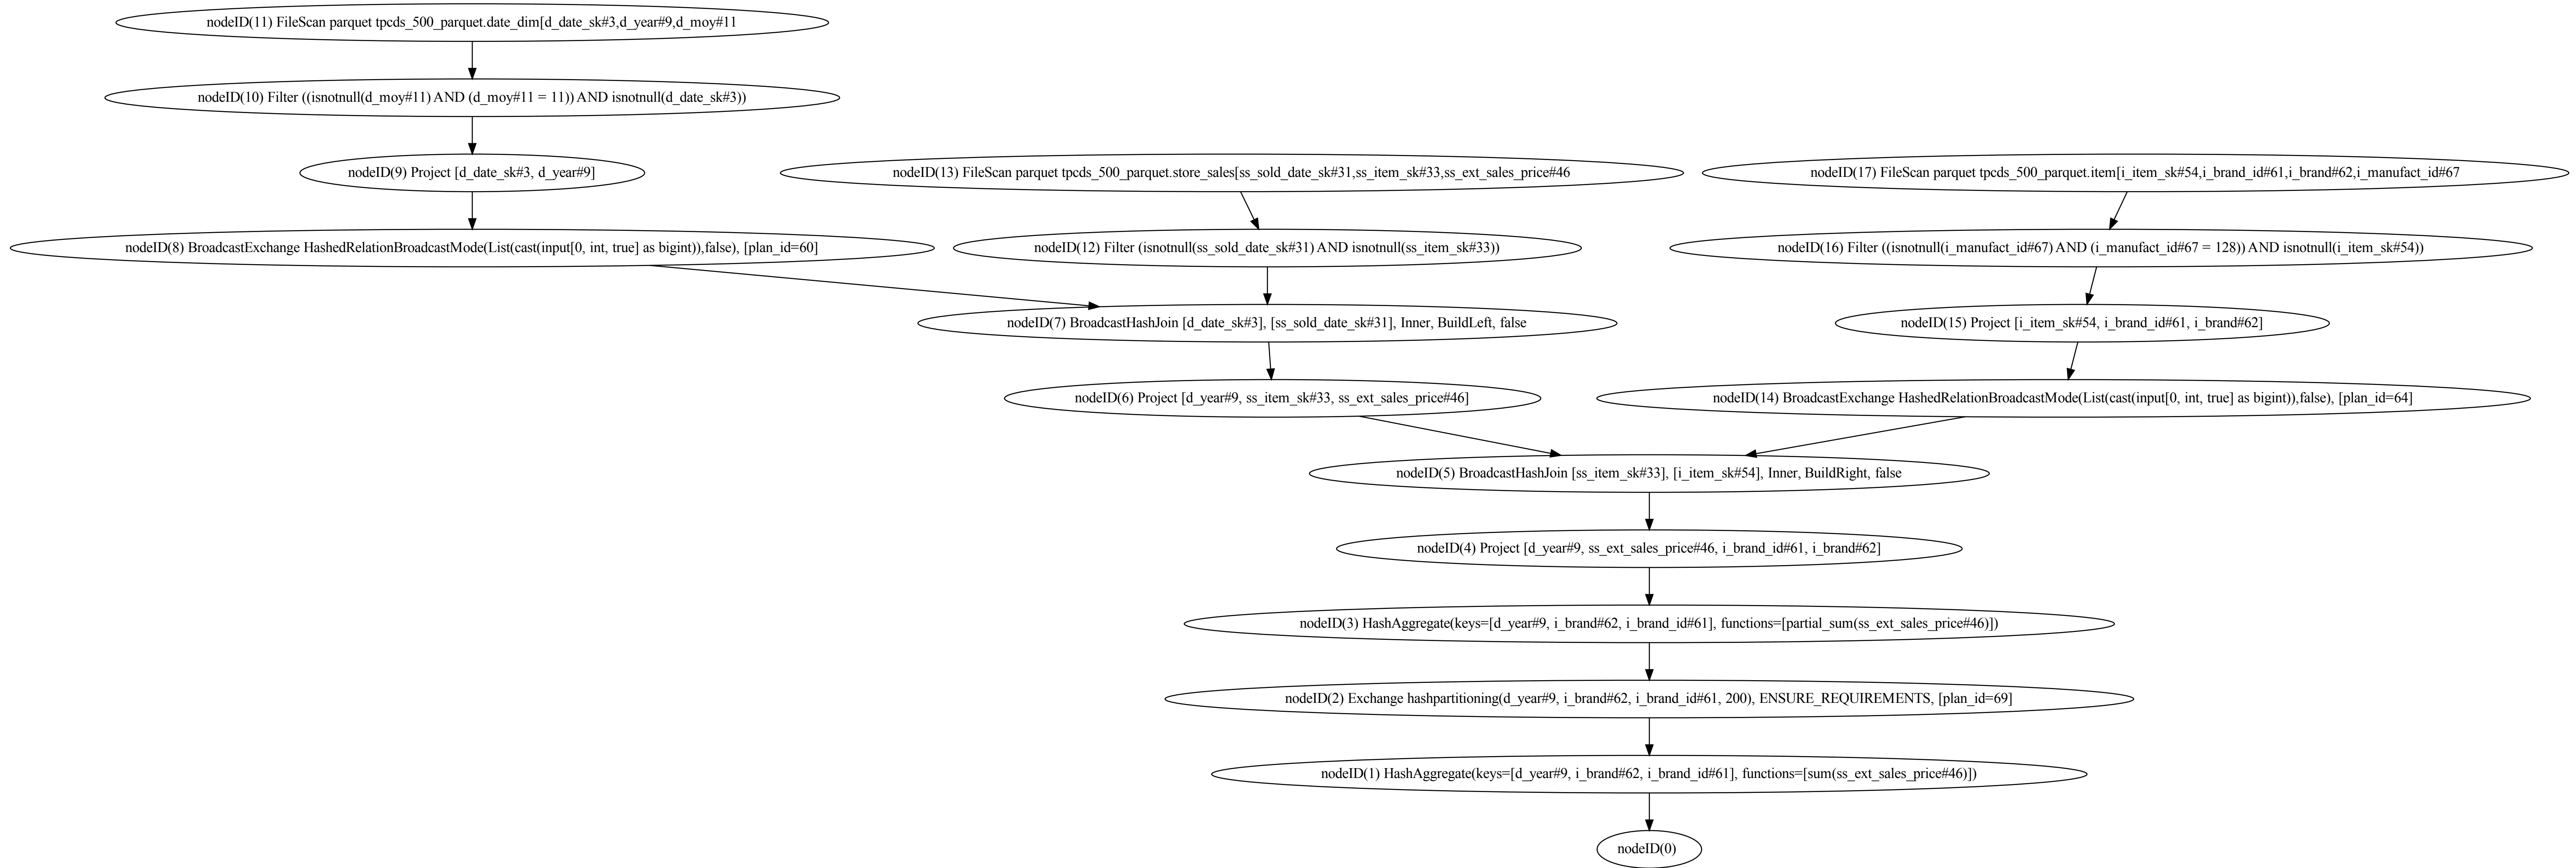 nodeID(11) FileScan parquet tpcds_500_parquet.date_dim[d_date_sk#3,d_year#9,d_moy#11
nodeID(10) Filter ((isnotnull(d_moy#11) AND (d_moy#11 = 11)) AND isnotnull(d_date_sk#3))
nodeID(9) Project [d_date_sk#3, d_year#9]
nodeID(13) FileScan parquet tpcds_500_parquet.store_sales[ss_sold_date_sk#31,ss_item_sk#33,ss_ext_sales_price#46
nodeID(17) FileScan parquet tpcds_500_parquet.item[i_item_sk#54,i_brand_id#61,i_brand#62,i_manufact_id#67
nodeID(8) BroadcastExchange HashedRelationBroadcastMode(List(cast(input[0, int, true] as bigint)),false), [plan_id=60]
nodeID(12) Filter (isnotnull(ss_sold_date_sk#31) AND isnotnull(ss_item_sk#33))
nodeID(16) Filter ((isnotnull(i_manufact_id#67) AND (i_manufact_id#67 = 128)) AND isnotnull(i_item_sk#54))
nodeID(7) BroadcastHashJoin [d_date_sk#3], [ss_sold_date_sk#31], Inner, BuildLeft, false
nodeID(15) Project [i_item_sk#54, i_brand_id#61, i_brand#62]
nodeID(6) Project [d_year#9, ss_item_sk#33, ss_ext_sales_price#46]
nodeID(14) BroadcastExchange HashedRelationBroadcastMode(List(cast(input[0, int, true] as bigint)),false), [plan_id=64]
nodeID(5) BroadcastHashJoin [ss_item_sk#33], [i_item_sk#54], Inner, BuildRight, false
nodeID(4) Project [d_year#9, ss_ext_sales_price#46, i_brand_id#61, i_brand#62]
nodeID(3) HashAggregate(keys=[d_year#9, i_brand#62, i_brand_id#61], functions=[partial_sum(ss_ext_sales_price#46)])
nodeID(2) Exchange hashpartitioning(d_year#9, i_brand#62, i_brand_id#61, 200), ENSURE_REQUIREMENTS, [plan_id=69]
nodeID(1) HashAggregate(keys=[d_year#9, i_brand#62, i_brand_id#61], functions=[sum(ss_ext_sales_price#46)])
nodeID(0)